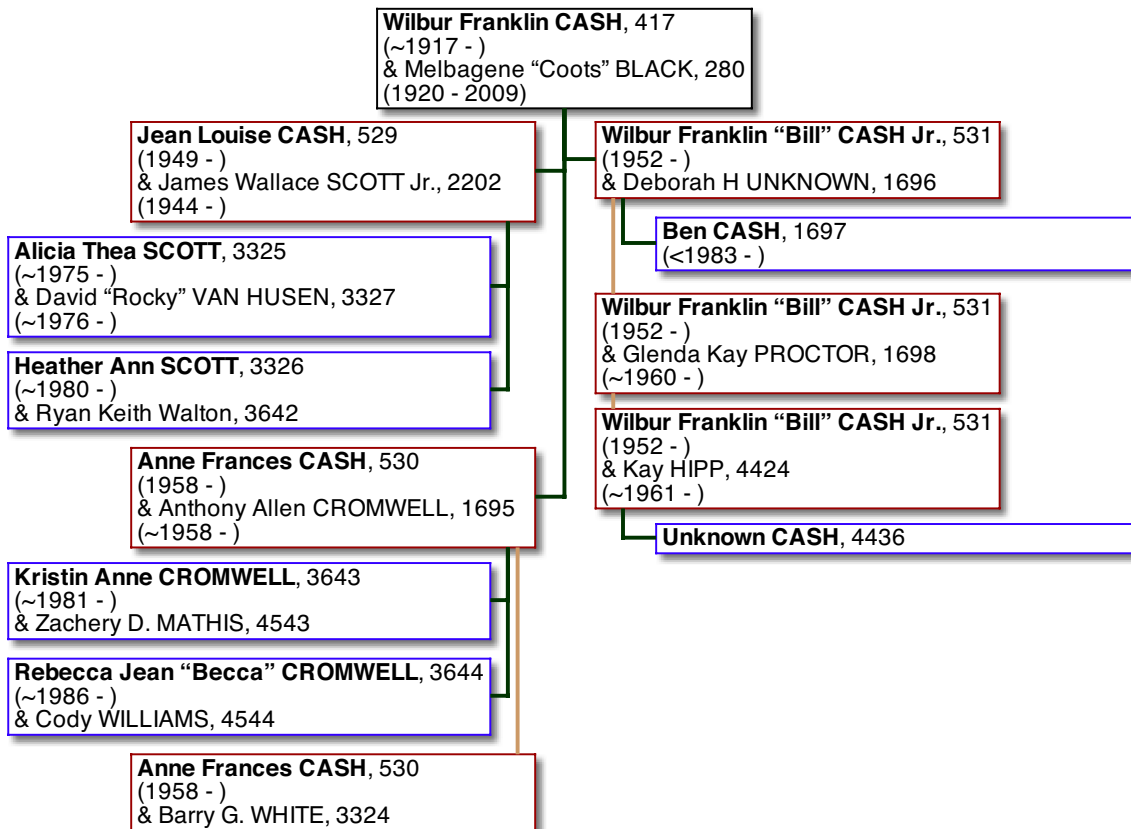 Wilbur Franklin CASH, 417
(~1917 - )
& Melbagene “Coots” BLACK, 280
(1920 - 2009)
Jean Louise CASH, 529
(1949 - )
& James Wallace SCOTT Jr., 2202
(1944 - )
Alicia Thea SCOTT, 3325
(~1975 - )
& David “Rocky” VAN HUSEN, 3327
(~1976 - )
Heather Ann SCOTT, 3326
(~1980 - )
& Ryan Keith Walton, 3642
Anne Frances CASH, 530
(1958 - )
& Anthony Allen CROMWELL, 1695
(~1958 - )
Kristin Anne CROMWELL, 3643
(~1981 - )
& Zachery D. MATHIS, 4543
Rebecca Jean “Becca” CROMWELL, 3644
(~1986 - )
& Cody WILLIAMS, 4544
Anne Frances CASH, 530
(1958 - )
& Barry G. WHITE, 3324
Wilbur Franklin “Bill” CASH Jr., 531
(1952 - )
& Deborah H UNKNOWN, 1696
Ben CASH, 1697
(<1983 - )
Wilbur Franklin “Bill” CASH Jr., 531
(1952 - )
& Glenda Kay PROCTOR, 1698
(~1960 - )
Wilbur Franklin “Bill” CASH Jr., 531
(1952 - )
& Kay HIPP, 4424
(~1961 - )
Unknown CASH, 4436